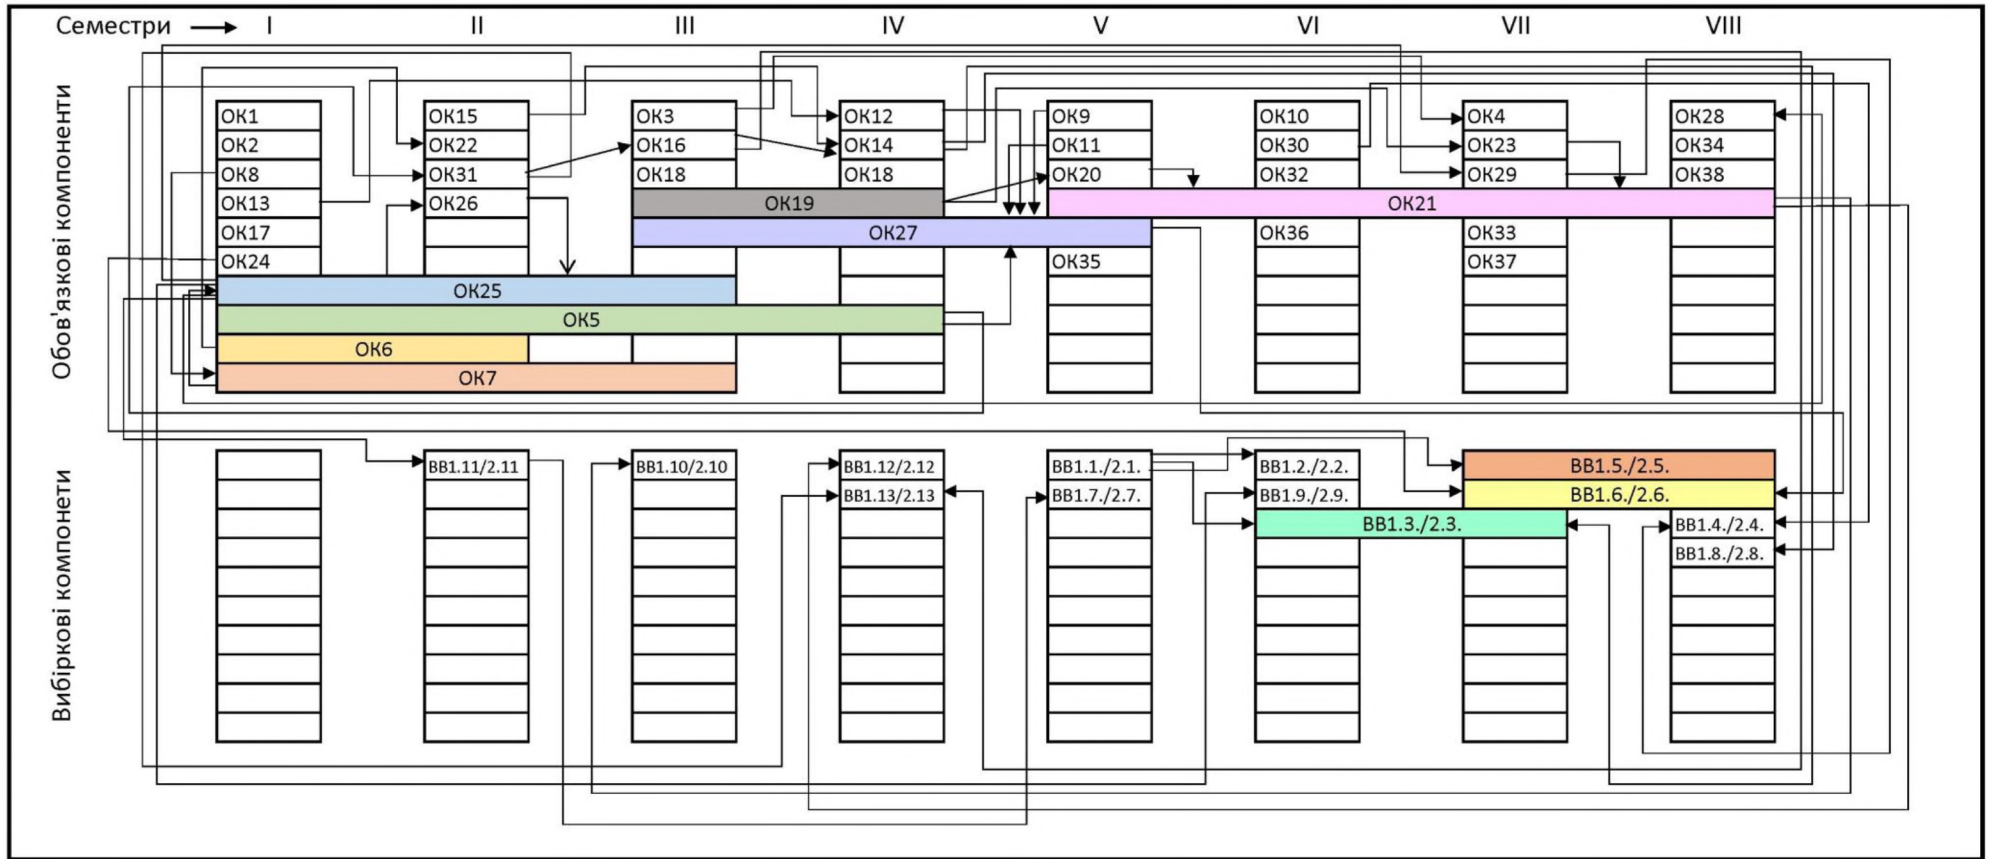 Семестри I II III IV V VI VII VIII
Обов'язкові компоненти
ОК1 ОК15 ОК3 ОК12 ОК9 ОК10 ОК4 ОК28
ОК2 ОК22 ОК16 ОК14 ОК11 ОК30 ОК23 ОК34
ОК8 ОК31 ОК18 ОК18 ОК20 ОК32 ОК29 ОК38
ОК13 ОК26 ОК19 ОК21
ОК17 ОК27 ОК36 ОК33
ОК24 ОК35 ОК37
ОК25
ОК5
ОК6
ОК7
Вибіркові компонети
ВВ1.11/2.11 ВВ1.10/2.10 ВВ1.12/2.12 ВВ1.1./2.1. ВВ1.2./2.2. ВВ1.5./2.5.
ВВ1.13/2.13 ВВ1.7./2.7. ВВ1.9./2.9. ВВ1.6./2.6.
ВВ1.3./2.3. ВВ1.4./2.4.
ВВ1.8./2.8.